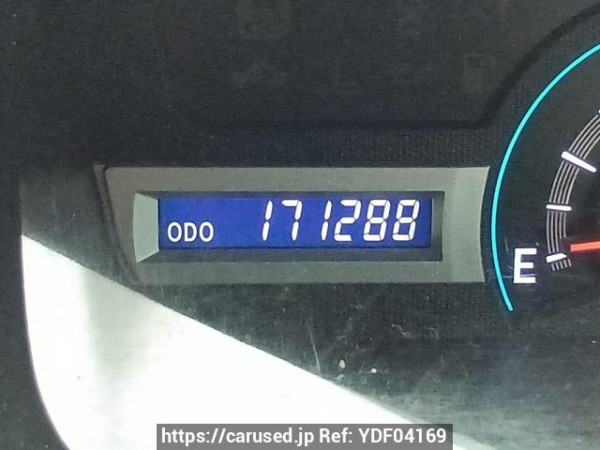 ODO 171288
E
https://carused.jp Ref: YDF04169